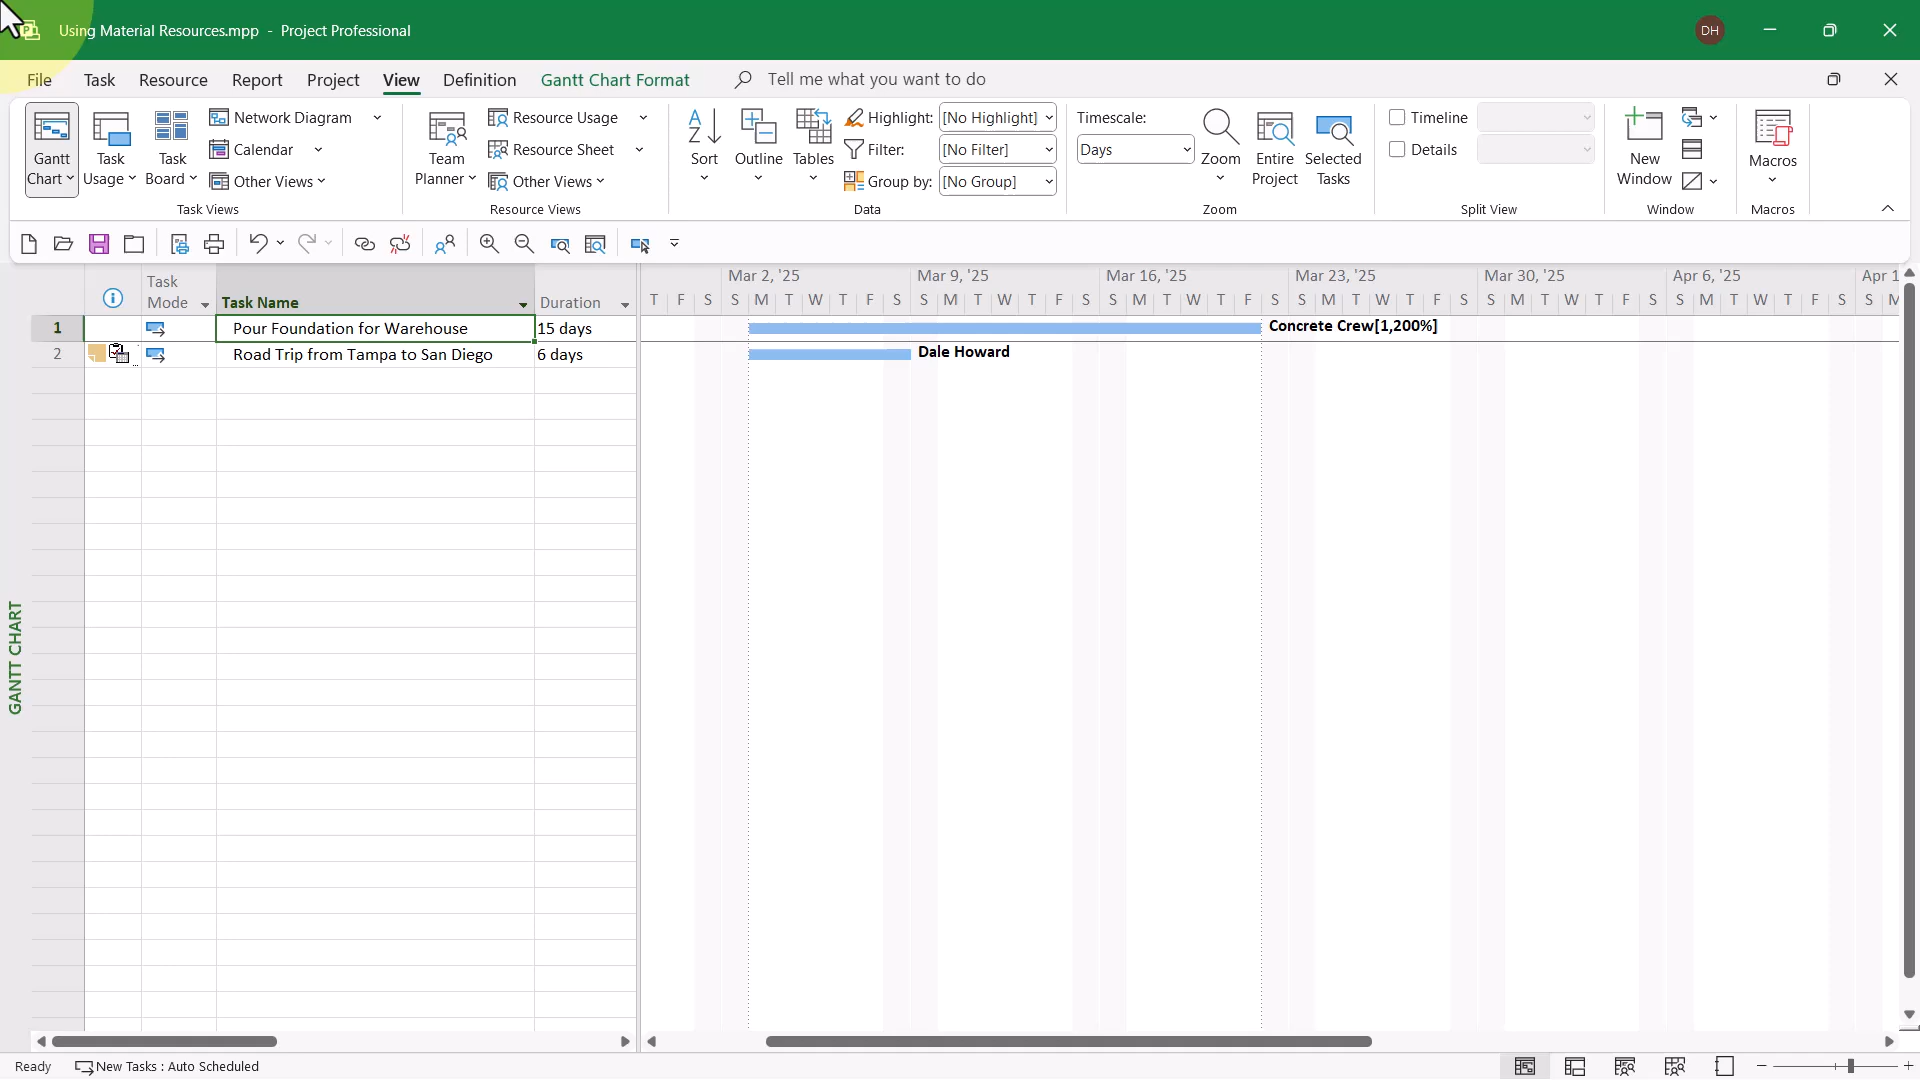 Using Material Resources.mpp - Project Professional
DH
File Task Resource Report Project View Definition Gantt Chart Format Tell me what you want to do
Gantt Chart
Task Usage
Task Board
Network Diagram
Calendar
Other Views
Task Views
Team Planner
Resource Usage
Resource Sheet
Other Views
Resource Views
Sort
Outline
Tables
Highlight: [No Highlight]
Filter: [No Filter]
Group by: [No Group]
Data
Timescale:
Days
Zoom
Entire Project
Selected Tasks
Zoom
Timeline
Details
Split View
New Window
Window
Macros
Macros
Task Mode
Task Name
Duration
Mar 2, '25 Mar 9, '25 Mar 16, '25 Mar 23, '25 Mar 30, '25 Apr 6, '25 Apr 1
T F S S M T W T F S S M T W T F S S M T W T F S S M T W T F S S M T W T F S S M T W T F S S M
1 Pour Foundation for Warehouse 15 days Concrete Crew[1,200%]
2 Road Trip from Tampa to San Diego 6 days Dale Howard
GANTT CHART
Ready New Tasks : Auto Scheduled